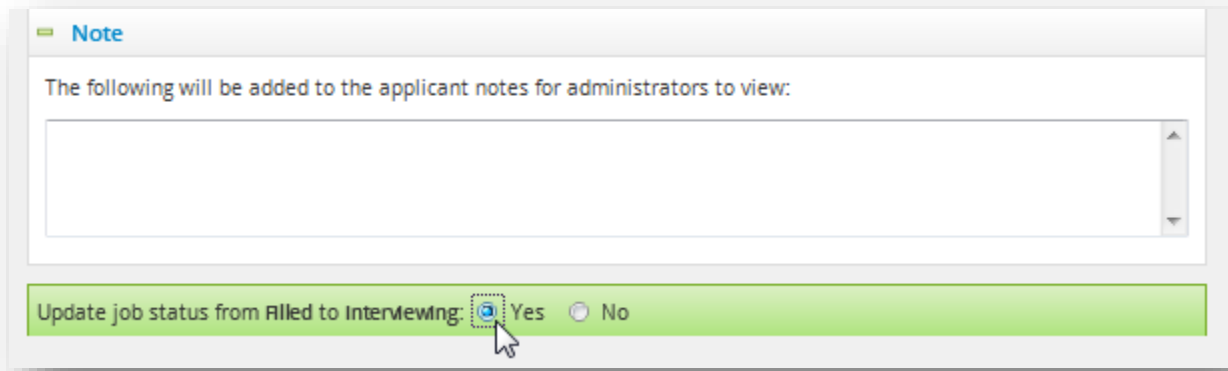 Note
The following will be added to the applicant notes for administrators to view:
Update job status from Filled to Interviewing: Yes No